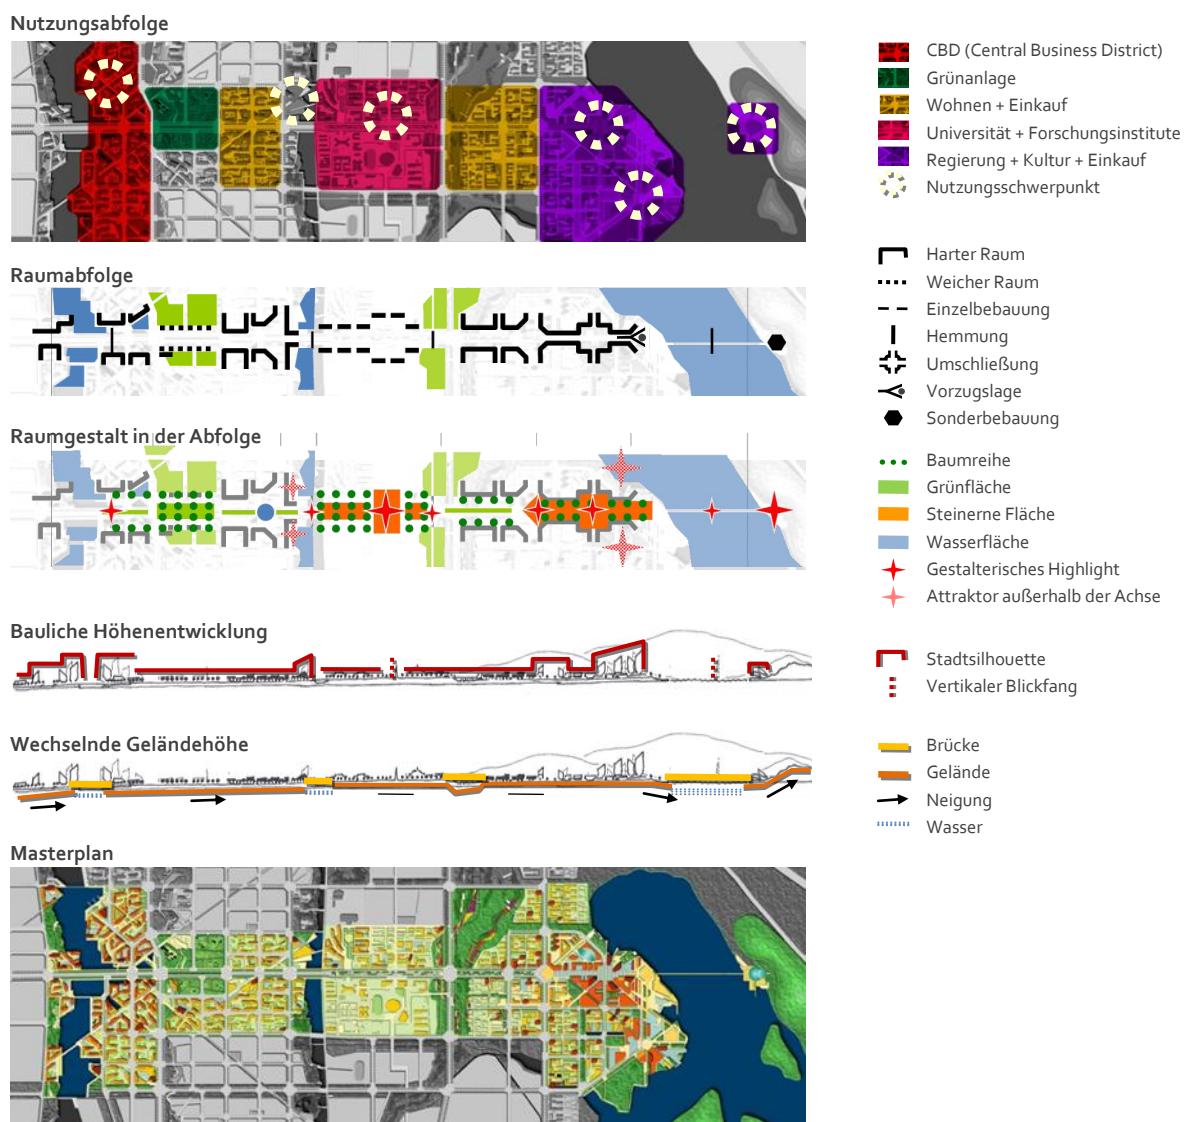 Nutzungsabfolge
CBD (Central Business District)
Grünanlage
Wohnen + Einkauf
Universität + Forschungsinstitute
Regierung + Kultur + Einkauf
Nutzungsschwerpunkt
Raumabfolge
Harter Raum
Weicher Raum
Einzelbebauung
Hemmung
Umschließung
Vorzugslage
Sonderbebauung
Raumgestalt in der Abfolge
Baumreihe
Grünfläche
Steinerne Fläche
Wasserfläche
Gestalterisches Highlight
Attraktor außerhalb der Achse
Bauliche Höhenentwicklung
Stadtsilhouette
Vertikaler Blickfang
Wechselnde Geländehöhe
Brücke
Gelände
Neigung
Wasser
Masterplan